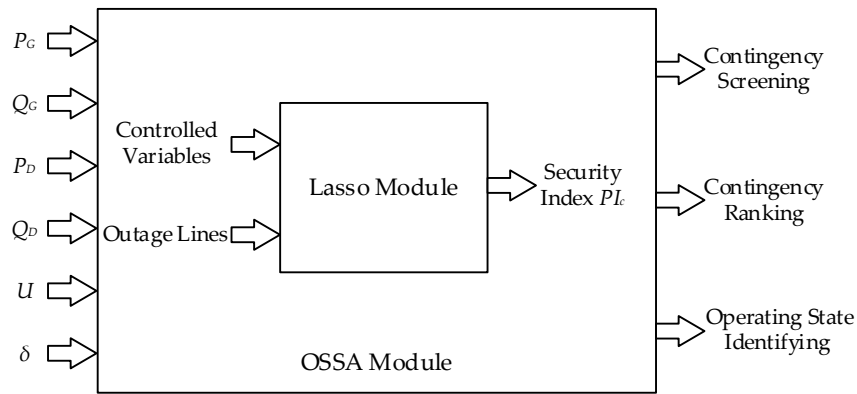 P_G
Q_G
P_D
Q_D
U
δ
Controlled
Variables
Outage Lines
Lasso Module
Security
Index PI_c
OSSA Module
Contingency
Screening
Contingency
Ranking
Operating State
Identifying